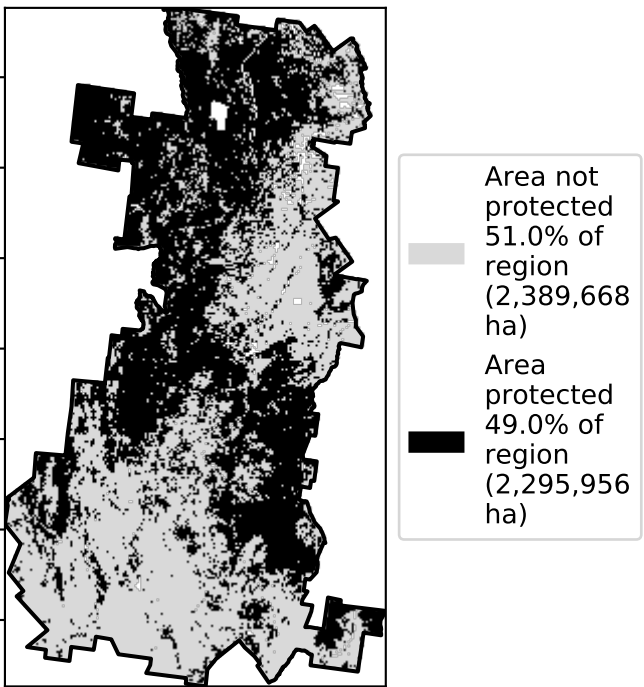 Area not
protected
51.0% of
region
(2,389,668
ha)
Area
protected
49.0% of
region
(2,295,956
ha)